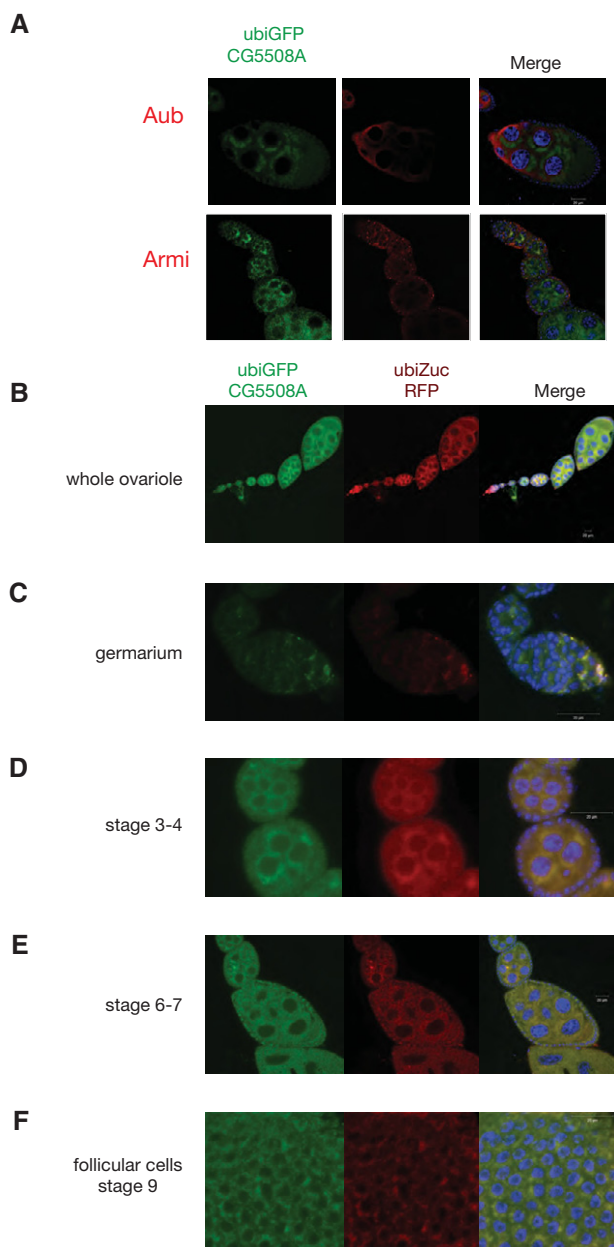 A
ubiGFP
CG5508A
Merge
Aub
Armi
B
ubiGFP
CG5508A
ubiZuc
RFP
Merge
whole ovariole
C
germarium
D
stage 3-4
E
stage 6-7
F
follicular cells
stage 9